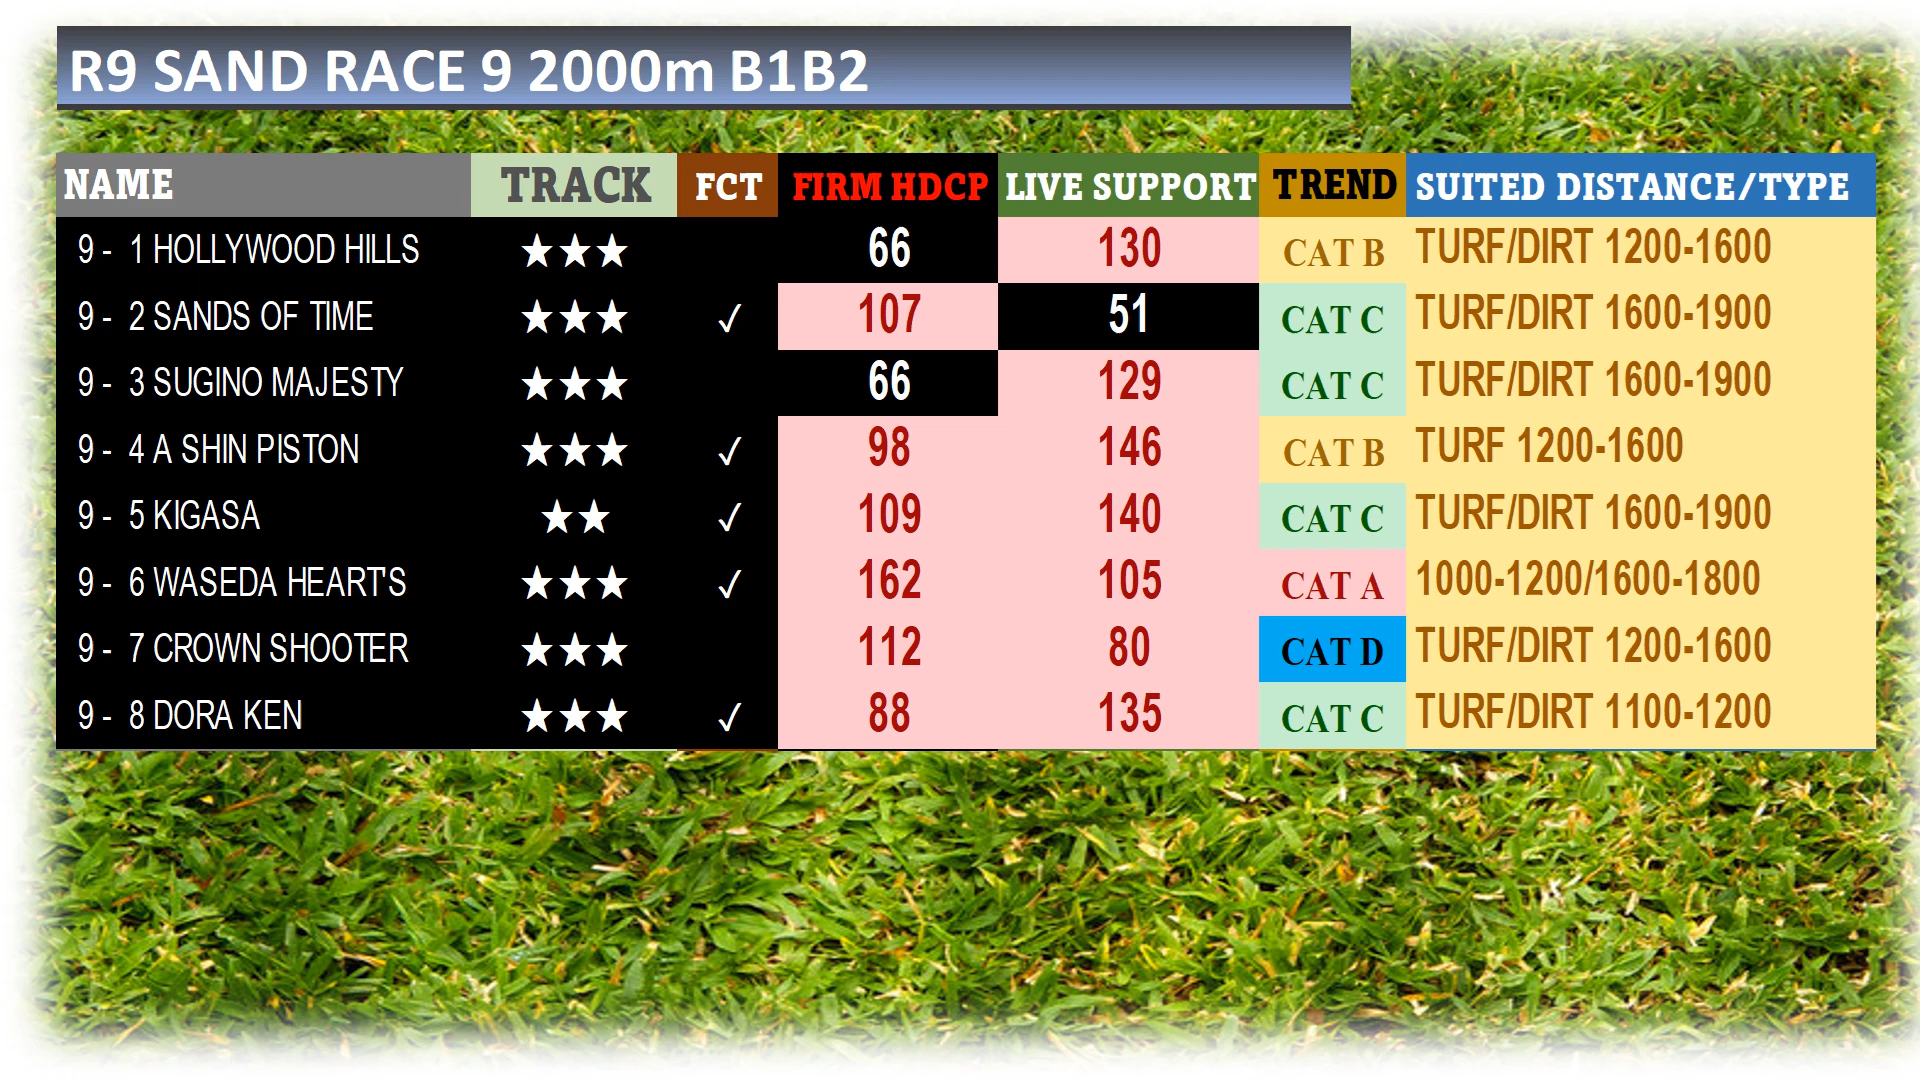 R9 SAND RACE 9 2000m B1B2
NAME TRACK FCT FIRM HDCP LIVE SUPPORT TREND SUITED DISTANCE/TYPE
9 - 1 HOLLYWOOD HILLS ★★★ 66 130 CAT B TURF/DIRT 1200-1600
9 - 2 SANDS OF TIME ★★★ ✓ 107 51 CAT C TURF/DIRT 1600-1900
9 - 3 SUGINO MAJESTY ★★★ 66 129 CAT C TURF/DIRT 1600-1900
9 - 4 A SHIN PISTON ★★★ ✓ 98 146 CAT B TURF 1200-1600
9 - 5 KIGASA ★★ ✓ 109 140 CAT C TURF/DIRT 1600-1900
9 - 6 WASEDA HEART'S ★★★ ✓ 162 105 CAT A 1000-1200/1600-1800
9 - 7 CROWN SHOOTER ★★★ 112 80 CAT D TURF/DIRT 1200-1600
9 - 8 DORA KEN ★★★ ✓ 88 135 CAT C TURF/DIRT 1100-1200